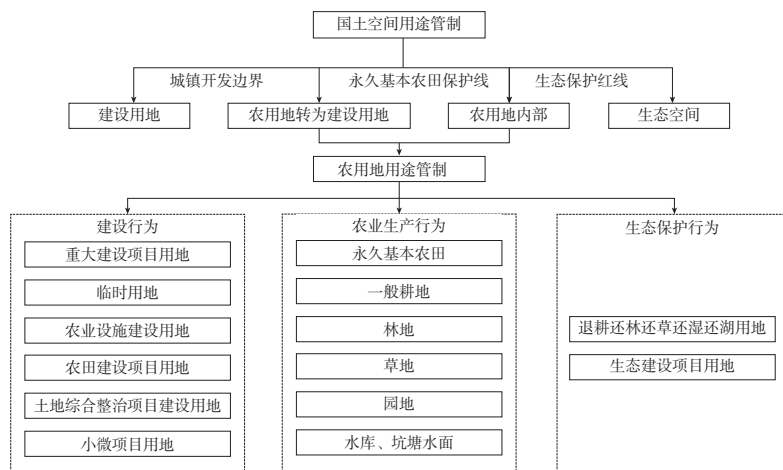 国土空间用途管制
城镇开发边界
永久基本农田保护线
生态保护红线
建设用地
农用地转为建设用地
农用地内部
生态空间
农用地用途管制
建设行为
重大建设项目用地
临时用地
农业设施建设用地
农田建设项目用地
土地综合整治项目建设用地
小微项目用地
农业生产行为
永久基本农田
一般耕地
林地
草地
园地
水库、坑塘水面
生态保护行为
退耕还林还草还湿还湖用地
生态建设项目用地